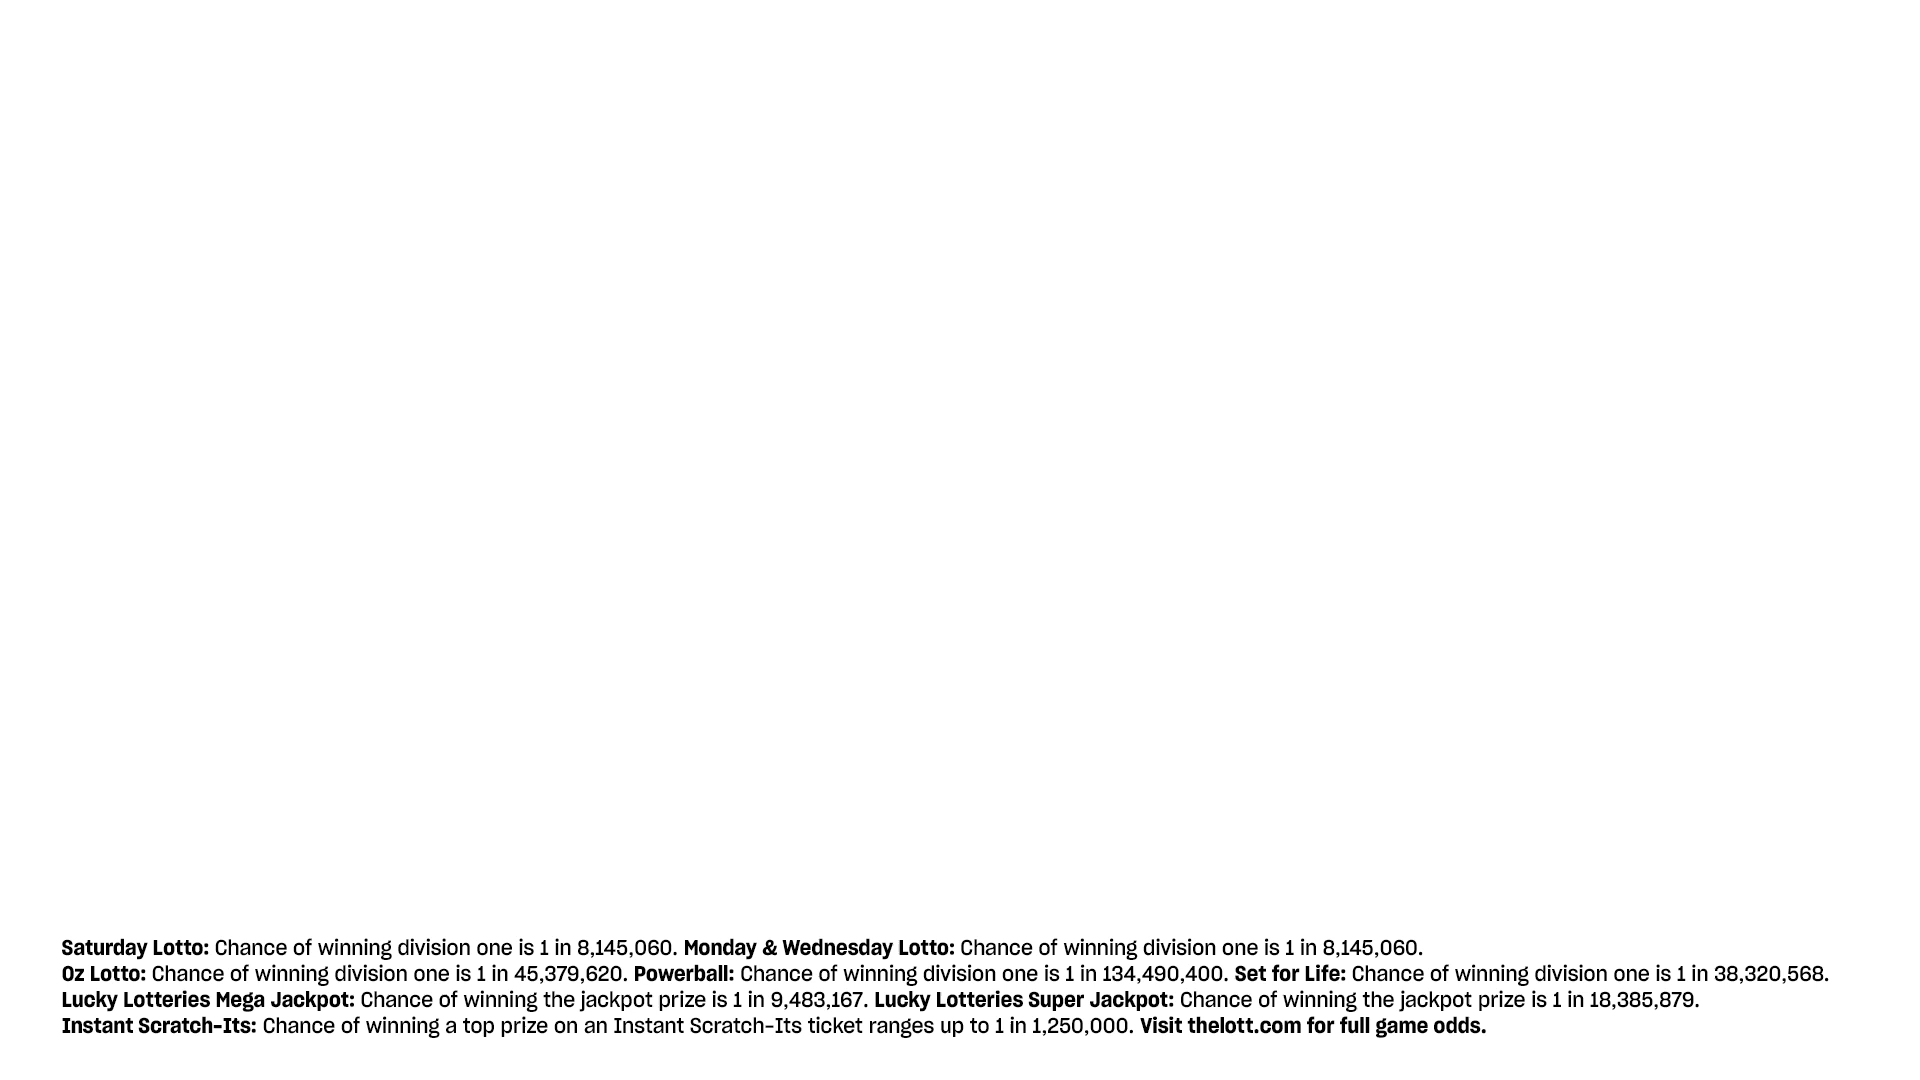 Saturday Lotto: Chance of winning division one is 1 in 8,145,060. Monday & Wednesday Lotto: Chance of winning division one is 1 in 8,145,060.
Oz Lotto: Chance of winning division one is 1 in 45,379,620. Powerball: Chance of winning division one is 1 in 134,490,400. Set for Life: Chance of winning division one is 1 in 38,320,568.
Lucky Lotteries Mega Jackpot: Chance of winning the jackpot prize is 1 in 9,483,167. Lucky Lotteries Super Jackpot: Chance of winning the jackpot prize is 1 in 18,385,879.
Instant Scratch-Its: Chance of winning a top prize on an Instant Scratch-Its ticket ranges up to 1 in 1,250,000. Visit thelott.com for full game odds.